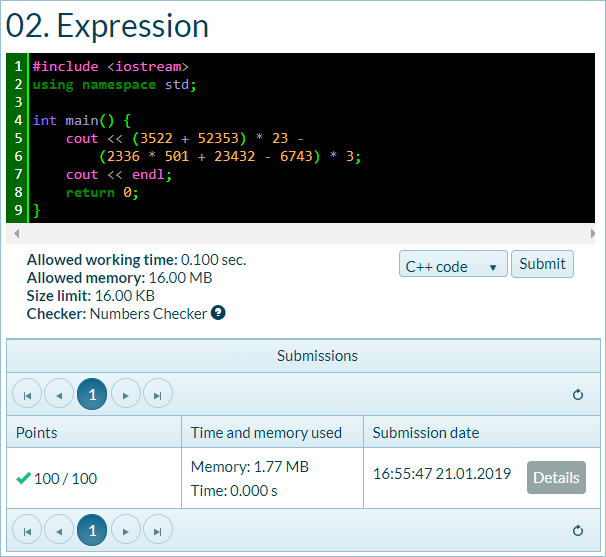 02. Expression
1 #include <iostream>
2 using namespace std;
3
4 int main() {
5 cout << (3522 + 52353) * 23 -
6 (2336 * 501 + 23432 - 6743) * 3;
7 cout << endl;
8 return 0;
9 }
Allowed working time: 0.100 sec.
Allowed memory: 16.00 MB
Size limit: 16.00 KB
Checker: Numbers Checker ?
C++ code Submit
Submissions
1
Points Time and memory used Submission date
100 / 100 Memory: 1.77 MB 16:55:47 21.01.2019 Details
Time: 0.000 s
1